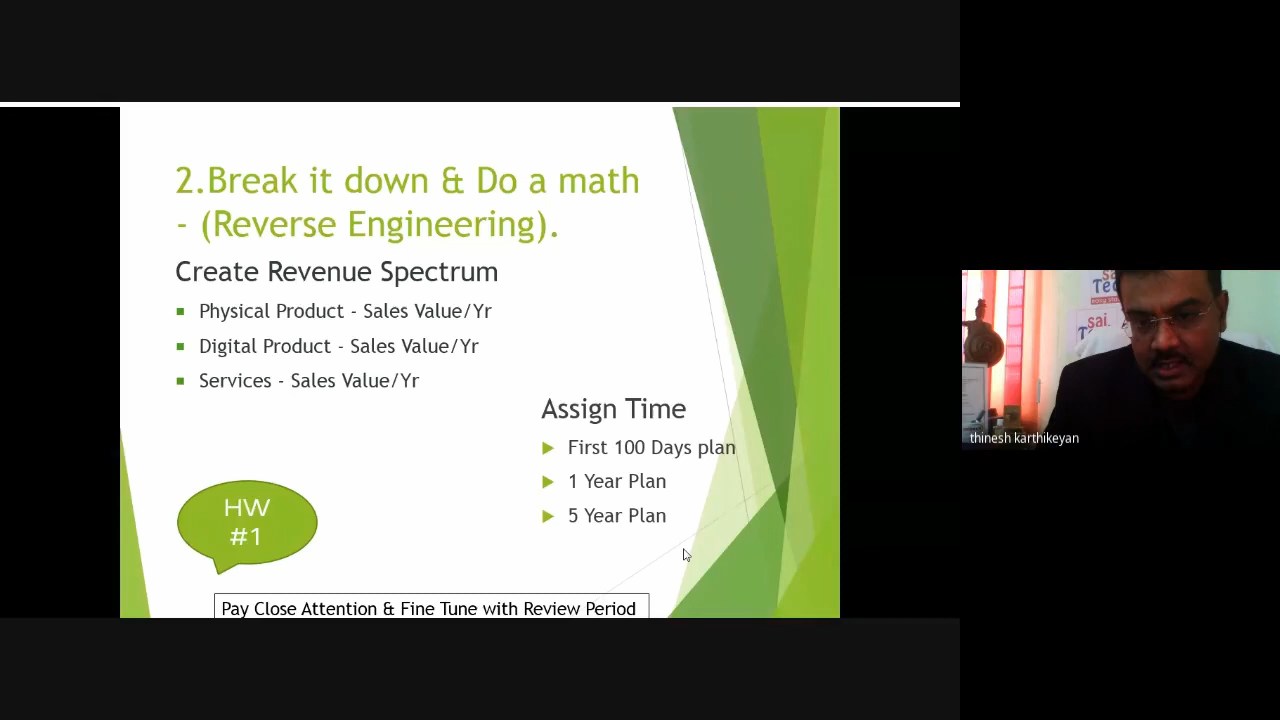 2.Break it down & Do a math
- (Reverse Engineering).
Create Revenue Spectrum
Physical Product - Sales Value/Yr
Digital Product - Sales Value/Yr
Services - Sales Value/Yr
Assign Time
First 100 Days plan
1 Year Plan
5 Year Plan
HW
#1
Pay Close Attention & Fine Tune with Review Period
sai
thinesh karthikeyan